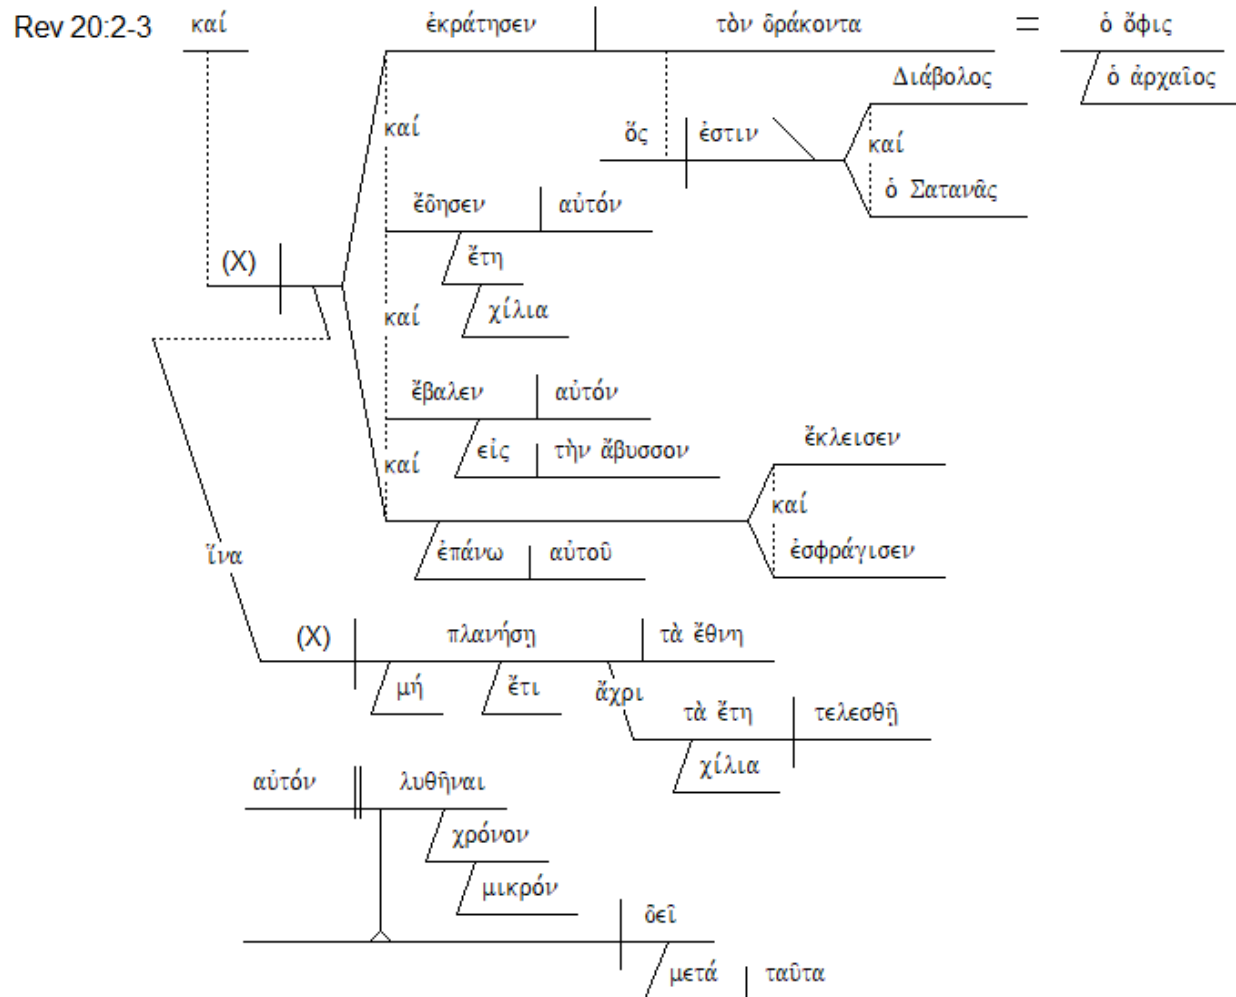 Rev 20:2-3 καί ἐκράτησεν τὸν δράκοντα = ὁ ὄφις
Διάβολος ὁ ἀρχαῖος
καί ὅς ἐστιν καί
ὁ Σατανᾶς
ἔδησεν αὐτόν
(X) ἔτη
καί χίλια
ἔβαλεν αὐτόν
εἰς τὴν ἄβυσσον ἔκλεισεν
καί
καί
ἐπάνω αὐτοῦ ἐσφράγισεν
ἵνα
(X) πλανήσῃ τὰ ἔθνη
μή ἔτι ἄχρι
τὰ ἔτη τελεσθῇ
χίλια
αὐτόν λυθῆναι
χρόνον
μικρόν
δεῖ
μετά ταῦτα